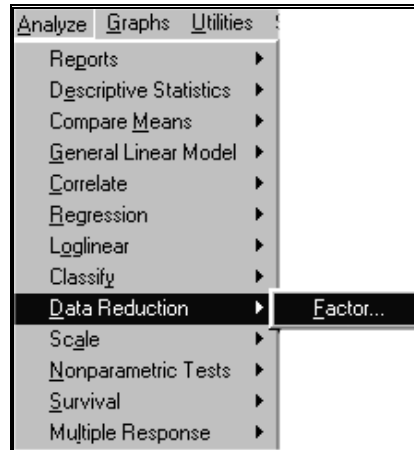 Analyze Graphs Utilities
Reports
Descriptive Statistics
Compare Means
General Linear Model
Correlate
Regression
Loglinear
Classify
Data Reduction Factor...
Scale
Nonparametric Tests
Survival
Multiple Response